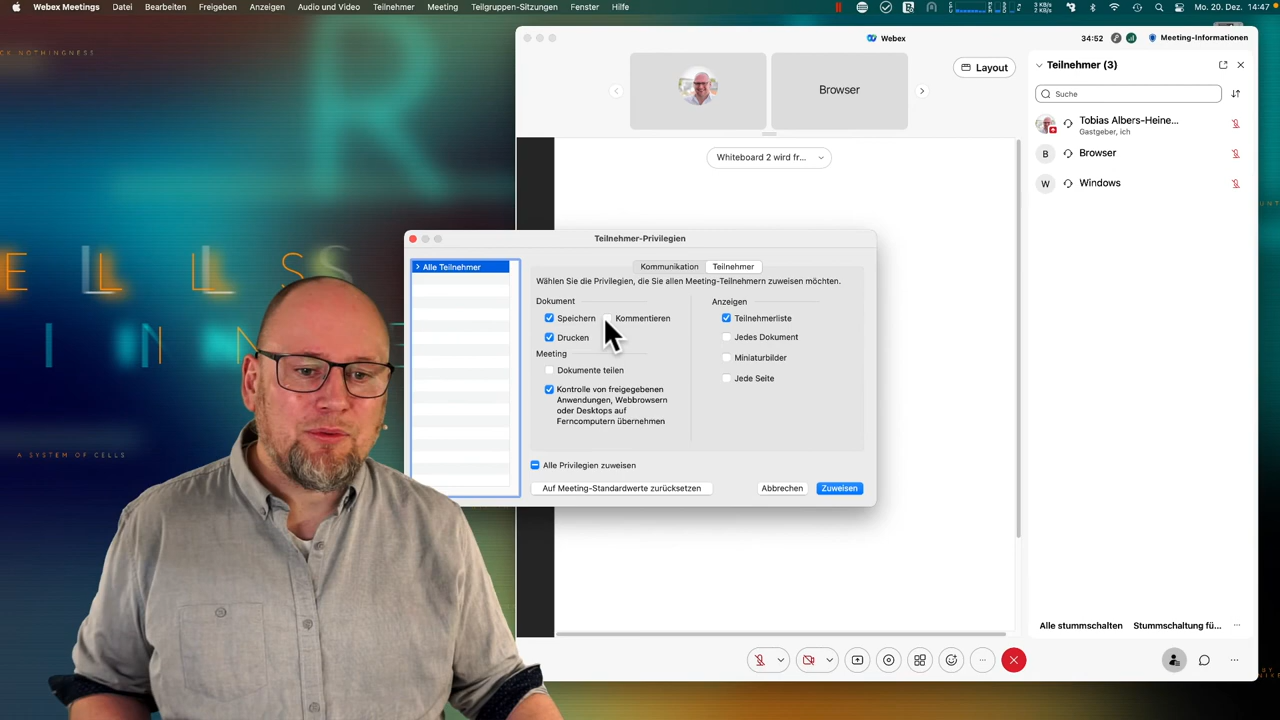 Webex Meetings Datei Bearbeiten Freigeben Anzeigen Audio und Video Teilnehmer Meeting Teilgruppen-Sitzungen Fenster Hilfe
Mo. 20. Dez. 14:47
CK NOTHINGNESS
R
ELLS
IN N
A SYSTEM OF CELLS
Webex
34:52
Meeting-Informationen
Layout
Browser
Whiteboard 2 wird fr...
Teilnehmer (3)
Suche
Tobias Albers-Heine...
Gastgeber, ich
B Browser
W Windows
Teilnehmer-Privilegien
Alle Teilnehmer
Kommunikation Teilnehmer
Wählen Sie die Privilegien, die Sie allen Meeting-Teilnehmern zuweisen möchten.
Dokument
Speichern Kommentieren
Drucken
Meeting
Dokumente teilen
Kontrolle von freigegebenen
Anwendungen, Webbrowsern
oder Desktops auf
Ferncomputern übernehmen
Anzeigen
Teilnehmerliste
Jedes Dokument
Miniaturbilder
Jede Seite
Alle Privilegien zuweisen
Auf Meeting-Standardwerte zurücksetzen Abbrechen Zuweisen
Alle stummschalten Stummschaltung fü...